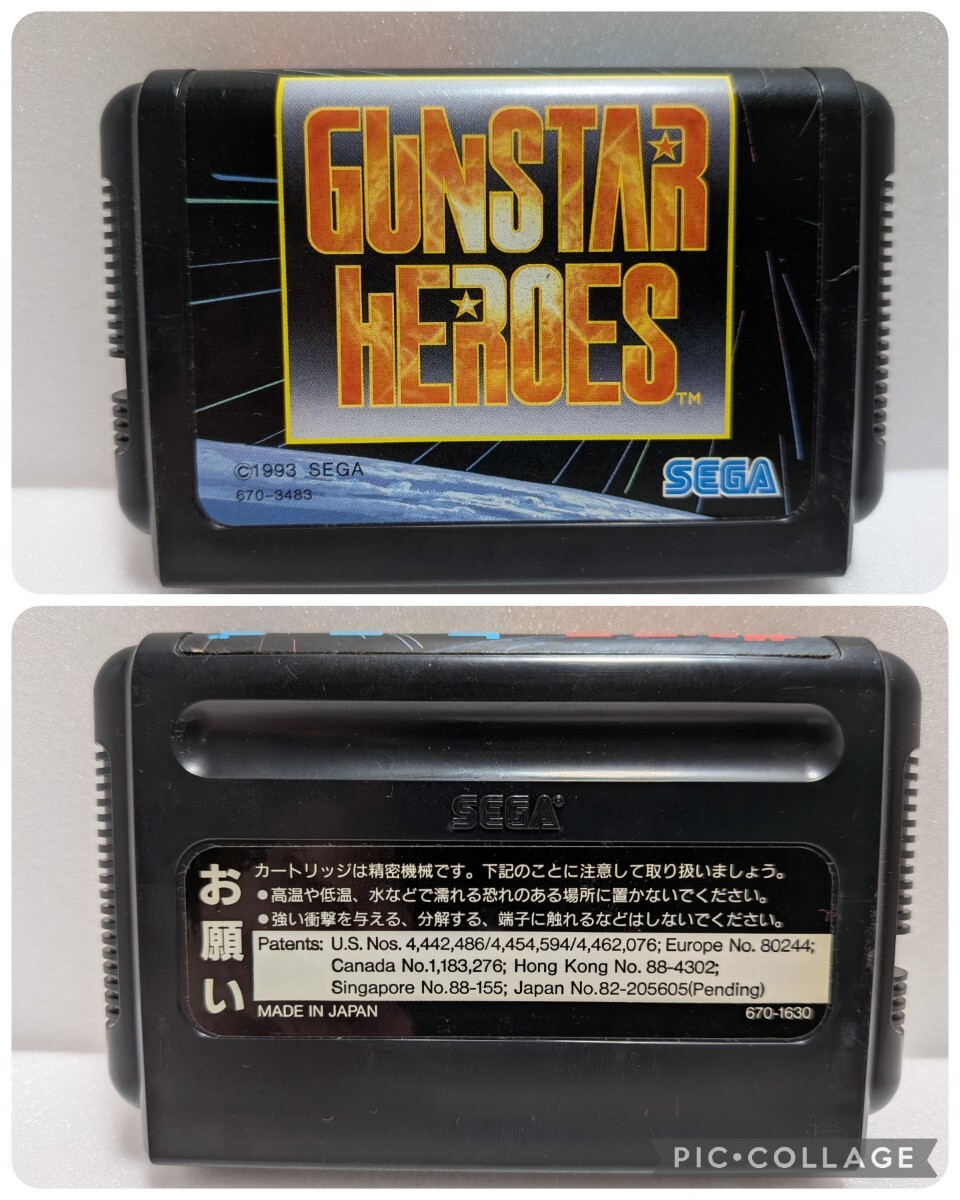 GUNSTAR
HEROES
TM
©1993 SEGA
670-3483
SEGA
SEGA®
お願い
カートリッジは精密機械です。下記のことに注意して取り扱いましょう。
●高温や低温、水などで濡れる恐れのある場所に置かないでください。
●強い衝撃を与える、分解する、端子に触れるなどはしないでください。
Patents: U.S. Nos. 4,442,486/4,454,594/4,462,076; Europe No. 80244;
Canada No.1,183,276; Hong Kong No. 88-4302;
Singapore No.88-155; Japan No.82-205605(Pending)
MADE IN JAPAN
670-1630
PIC•COLLAGE